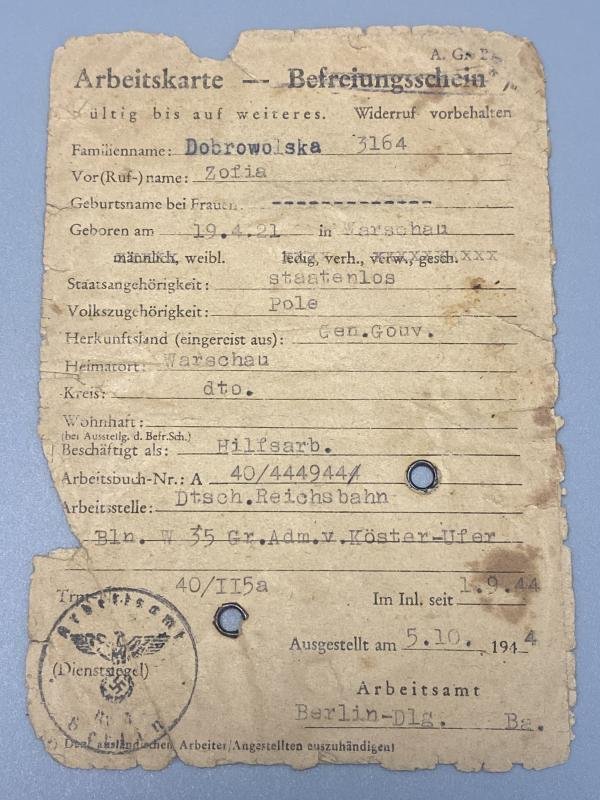 A. G. B
Arbeitskarte — Befreiungsschein
ültig bis auf weiteres. Widerruf vorbehalten
Familienname: Dobrowolska 3164
Vor(Ruf-)name: Zofia
Geburtsname bei Frauen: -------------
Geboren am 19.4.21 in Warschau
männlich, weibl. ledig, verh., verw., gesch.
Staatsangehörigkeit: staatenlos
Volkszugehörigkeit: Pole
Herkunftsland (eingereist aus): Gen.Gouv.
Heimatort: Warschau
Kreis: dto.
Wohnhaft:
(bei Ausstellg. d. Befr.Sch.)
Beschäftigt als: Hilfsarb.
Arbeitsbuch-Nr.: A 40/444944/
Arbeitsstelle: Dtsch.Reichsbahn
Bln. W 35 Gr.Adm.v.Köster-Ufer
40/II5a Im Inl. seit 1.9.44
Ausgestellt am 5.10. 1944
Arbeitsamt
Berlin
(Dienstsiegel)
Arbeitsamt
Berlin-Dlg. Ba.
Dem ausländischen Arbeiter/Angestellten auszuhändigen!